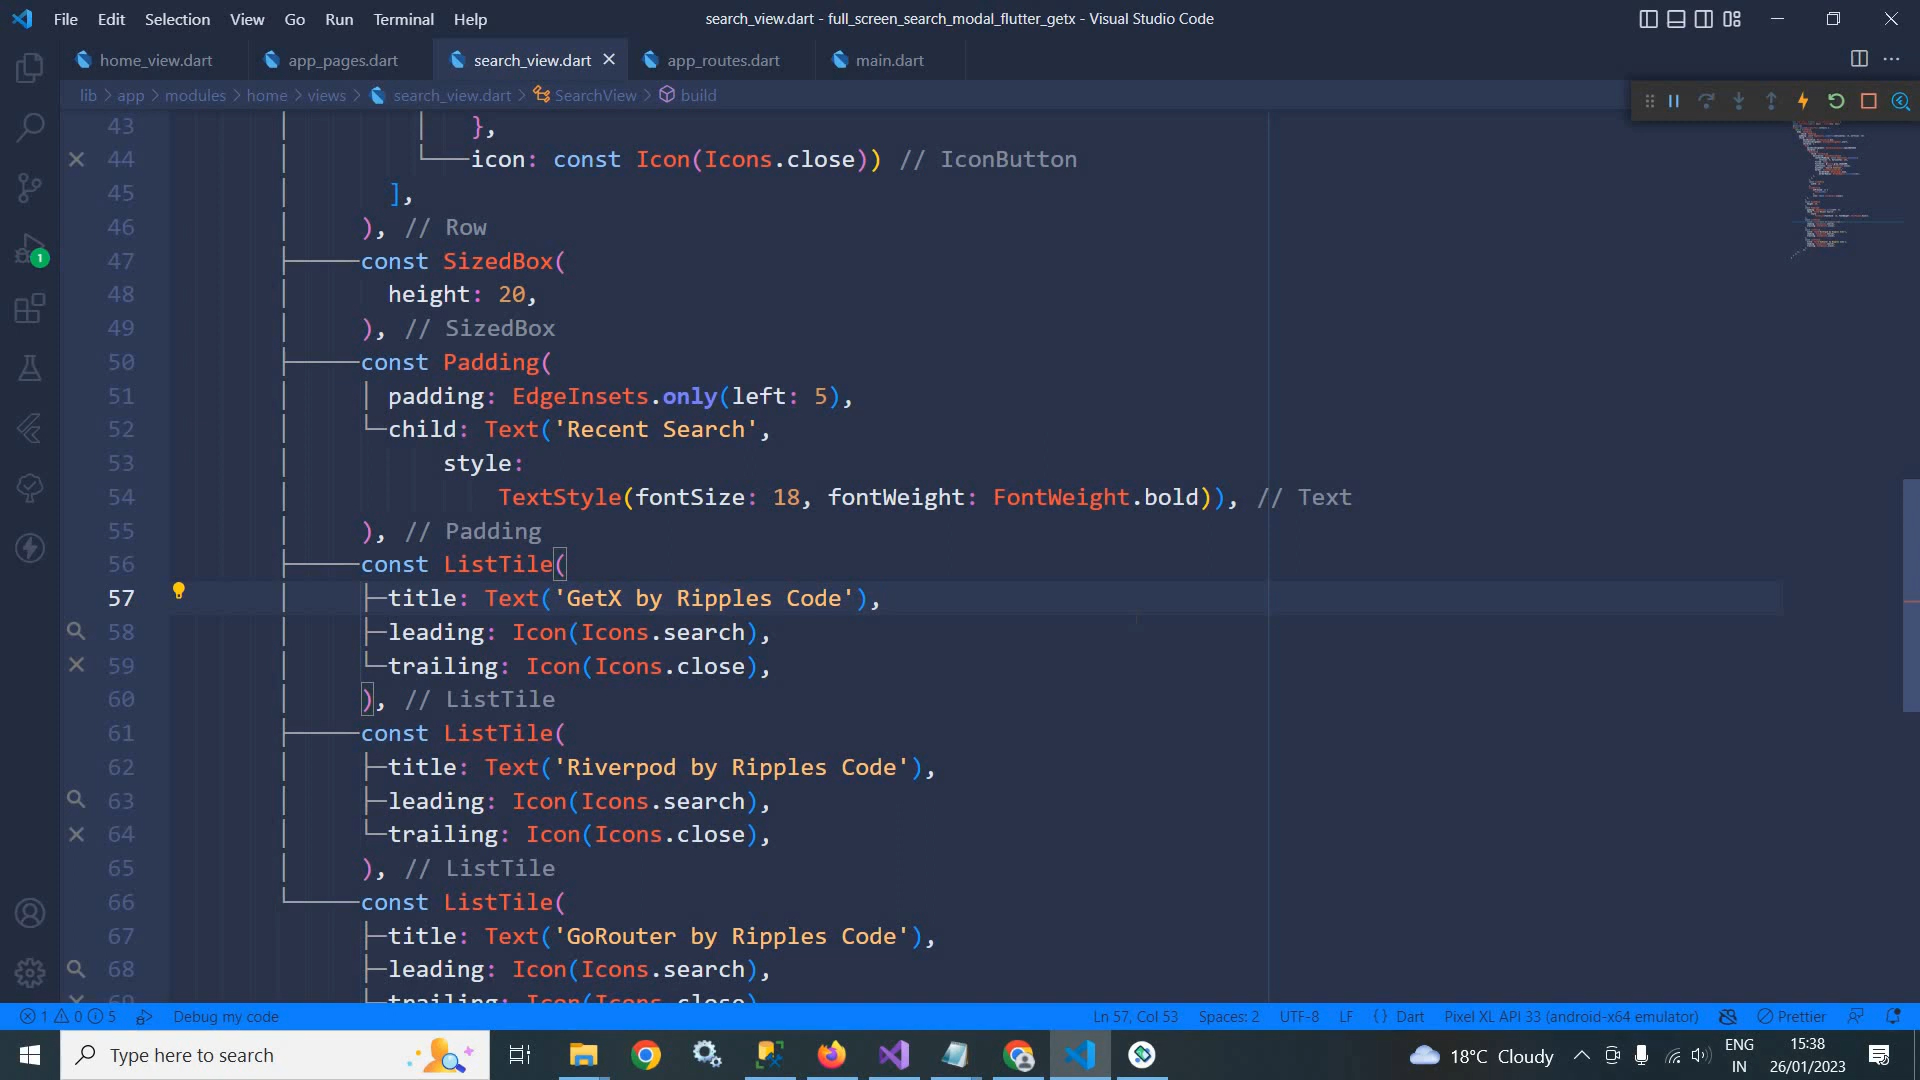 File Edit Selection View Go Run Terminal Help search_view.dart - full_screen_search_modal_flutter_getx - Visual Studio Code
home_view.dart app_pages.dart search_view.dart app_routes.dart main.dart
lib > app > modules > home > views > search_view.dart > SearchView > build
43 },
44 icon: const Icon(Icons.close)) // IconButton
45 ],
46 ), // Row
47 const SizedBox(
48 height: 20,
49 ), // SizedBox
50 const Padding(
51 padding: EdgeInsets.only(left: 5),
52 child: Text('Recent Search',
53 style:
54 TextStyle(fontSize: 18, fontWeight: FontWeight.bold)), // Text
55 ), // Padding
56 const ListTile(
57 title: Text('GetX by Ripples Code'),
58 leading: Icon(Icons.search),
59 trailing: Icon(Icons.close),
60 ), // ListTile
61 const ListTile(
62 title: Text('Riverpod by Ripples Code'),
63 leading: Icon(Icons.search),
64 trailing: Icon(Icons.close),
65 ), // ListTile
66 const ListTile(
67 title: Text('GoRouter by Ripples Code'),
68 leading: Icon(Icons.search),
69 trailing: Icon(Icons.close),
1
1 0 5 Debug my code Ln 57, Col 53 Spaces: 2 UTF-8 LF {} Dart Pixel XL API 33 (android-x64 emulator) Prettier
Type here to search 18°C Cloudy ENG IN 15:38 26/01/2023